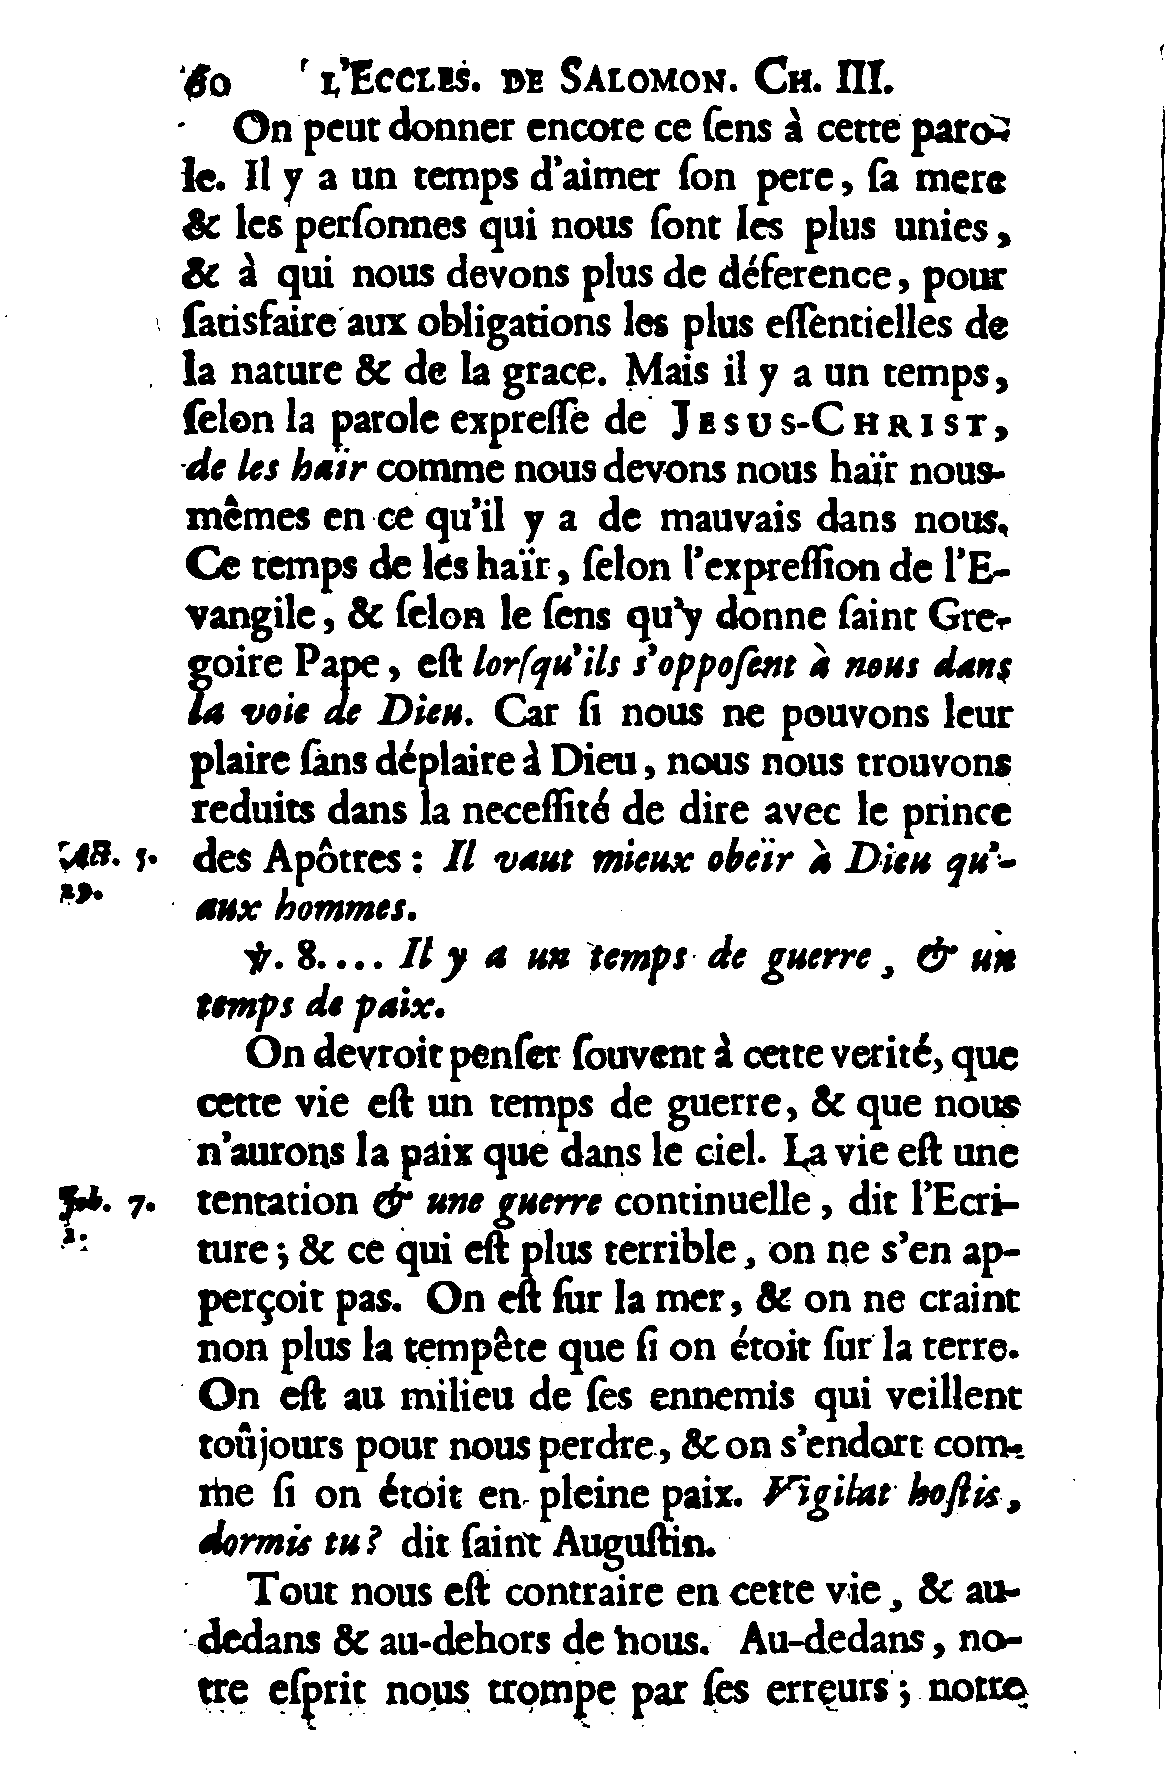 60 L'ECCLES. DE SALOMON. CH. III.
On peut donner encore ce ſens à cette paro-
le. Il y a un temps d'aimer ſon pere, ſa mere
& les perſonnes qui nous ſont les plus unies,
& à qui nous devons plus de déference, pour
ſatisfaire aux obligations les plus eſſentielles de
la nature & de la grace. Mais il y a un temps,
ſelon la parole expreſſe de JESUS-CHRIST,
de les haïr comme nous devons nous haïr nous-
mêmes en ce qu'il y a de mauvais dans nous.
Ce temps de les haïr, ſelon l'expreſſion de l'E-
vangile, & ſelon le ſens qu'y donne ſaint Gre-
goire Pape, eſt lorſqu'ils s'oppoſent à nous dans
la voie de Dieu. Car ſi nous ne pouvons leur
plaire ſans déplaire à Dieu, nous nous trouvons
reduits dans la neceſſité de dire avec le prince
Act. 5. des Apôtres : Il vaut mieux obeïr à Dieu qu'-
29. aux hommes.
℣. 8.... Il y a un temps de guerre, & un
temps de paix.
On devroit penſer ſouvent à cette verité, que
cette vie eſt un temps de guerre, & que nous
n'aurons la paix que dans le ciel. La vie eſt une
Job. 7. tentation & une guerre continuelle, dit l'Ecri-
1. ture ; & ce qui eſt plus terrible, on ne s'en ap-
perçoit pas. On eſt ſur la mer, & on ne craint
non plus la tempête que ſi on étoit ſur la terre.
On eſt au milieu de ſes ennemis qui veillent
toûjours pour nous perdre, & on s'endort com-
me ſi on étoit en pleine paix. Vigilat hoſtis,
dormis tu ? dit ſaint Auguſtin.
Tout nous eſt contraire en cette vie, & au-
dedans & au-dehors de nous. Au-dedans, no-
tre eſprit nous trompe par ſes erreurs ; notre